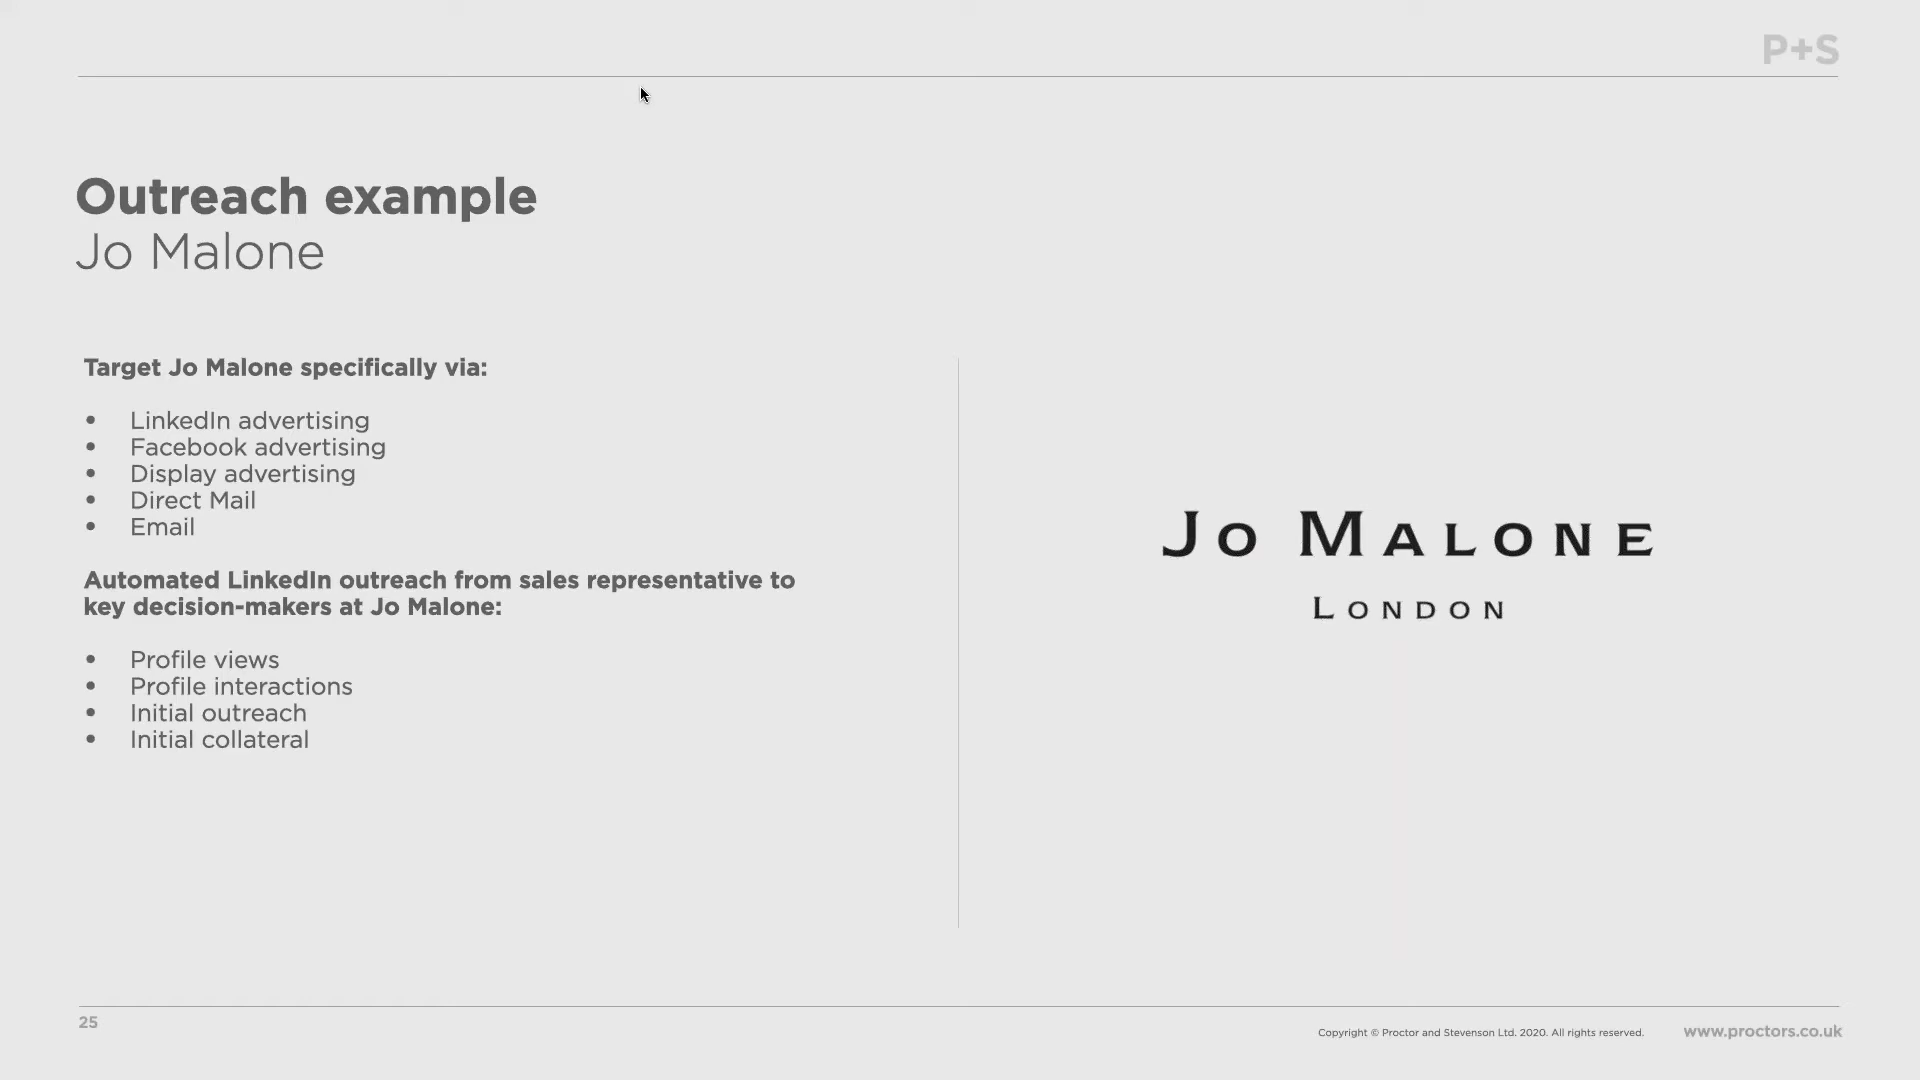 P+S
Outreach example
Jo Malone
Target Jo Malone specifically via:
• LinkedIn advertising
• Facebook advertising
• Display advertising
• Direct Mail
• Email
Automated LinkedIn outreach from sales representative to
key decision-makers at Jo Malone:
• Profile views
• Profile interactions
• Initial outreach
• Initial collateral
JO MALONE
LONDON
25
Copyright © Proctor and Stevenson Ltd. 2020. All rights reserved.
www.proctors.co.uk